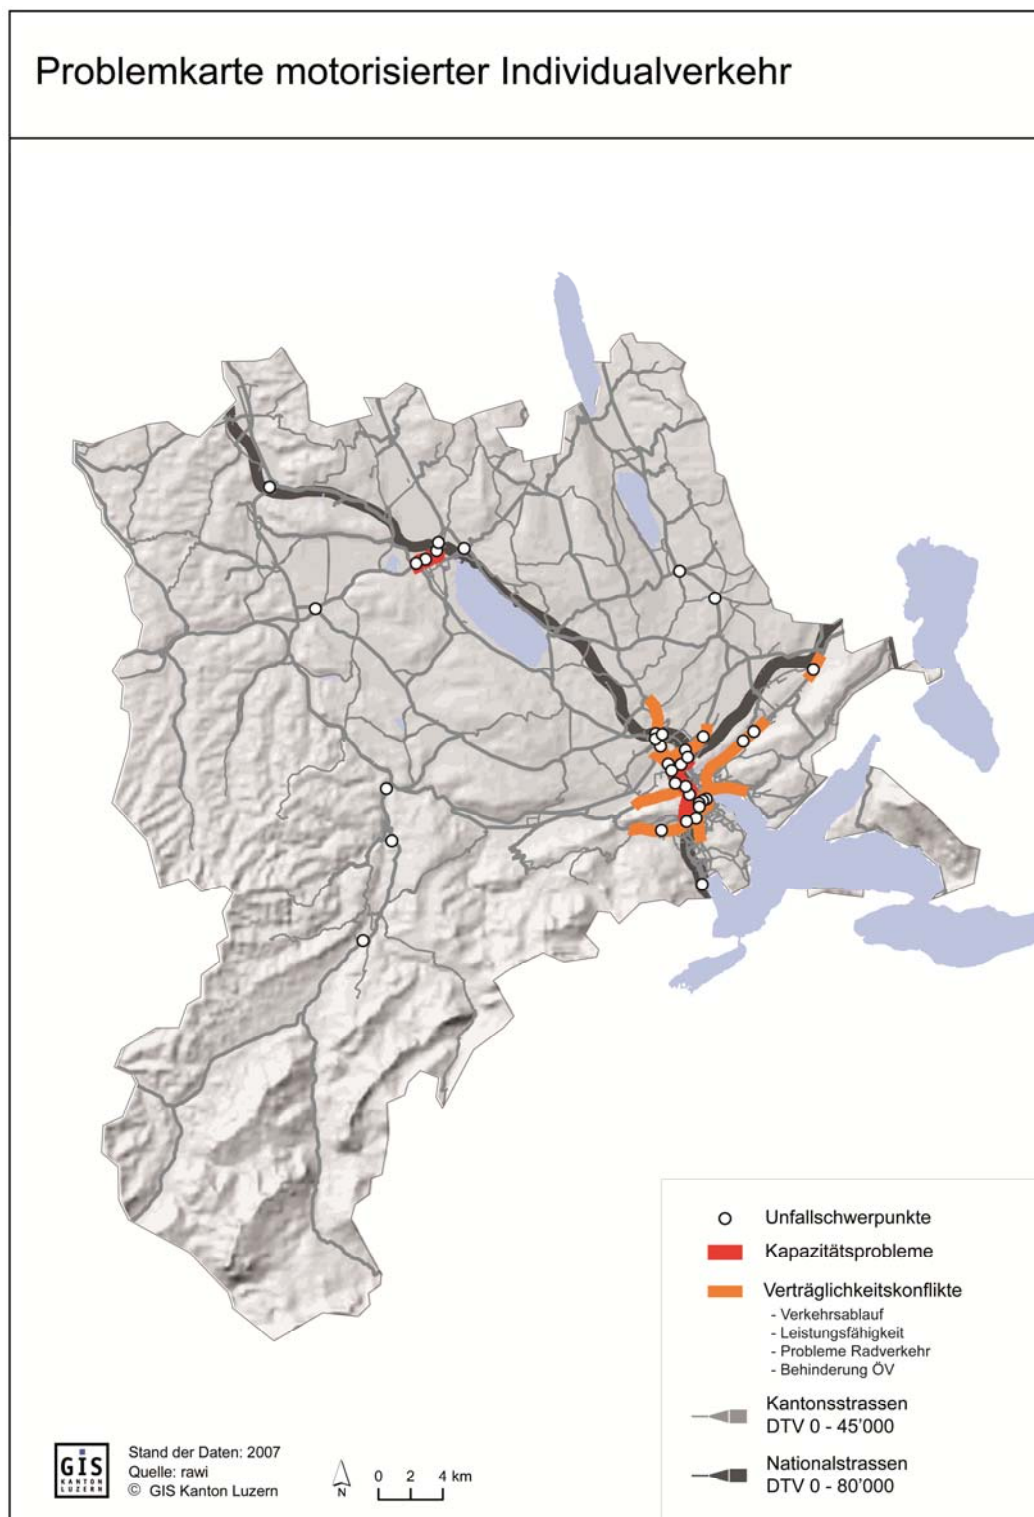 Problemkarte motorisierter Individualverkehr
Unfallschwerpunkte
Kapazitätsprobleme
Verträglichkeitskonflikte
- Verkehrsablauf
- Leistungsfähigkeit
- Probleme Radverkehr
- Behinderung ÖV
Kantonsstrassen
DTV 0 - 45'000
Nationalstrassen
DTV 0 - 80'000
GIS
KANTON
LUZERN
Stand der Daten: 2007
Quelle: rawi
© GIS Kanton Luzern
N
0 2 4 km